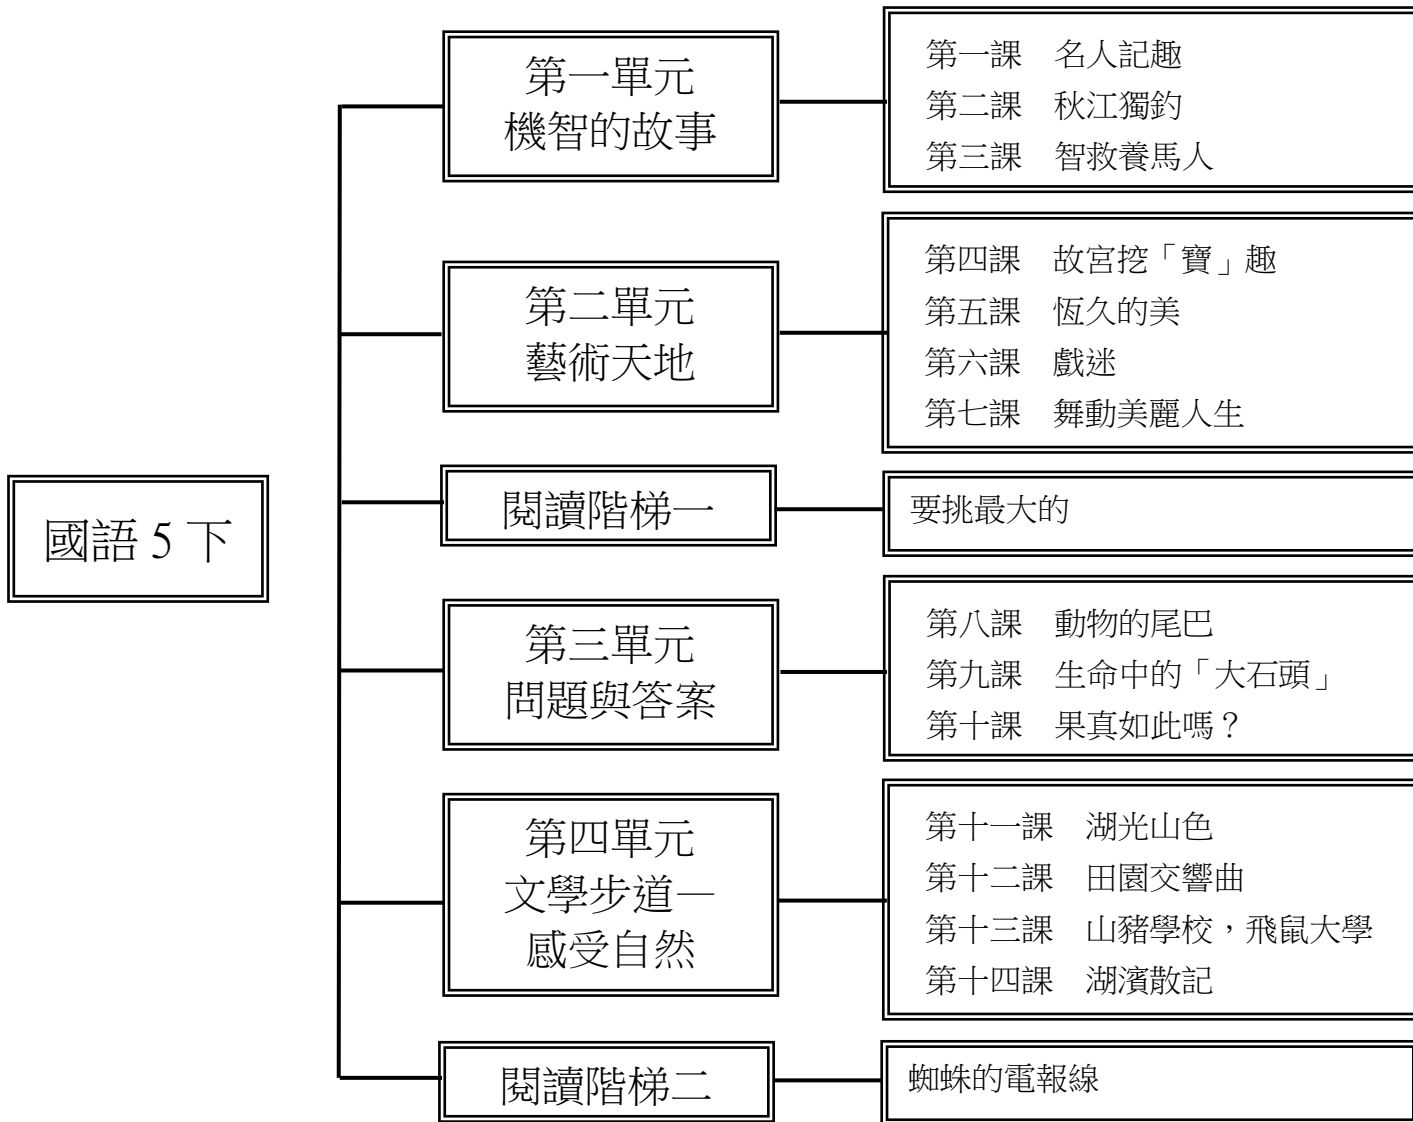 國語 5 下
第一單元
機智的故事
第一課　名人記趣
第二課　秋江獨釣
第三課　智救養馬人
第二單元
藝術天地
第四課　故宮挖「寶」趣
第五課　恆久的美
第六課　戲迷
第七課　舞動美麗人生
閱讀階梯一
要挑最大的
第三單元
問題與答案
第八課　動物的尾巴
第九課　生命中的「大石頭」
第十課　果真如此嗎？
第四單元
文學步道—
感受自然
第十一課　湖光山色
第十二課　田園交響曲
第十三課　山豬學校，飛鼠大學
第十四課　湖濱散記
閱讀階梯二
蜘蛛的電報線